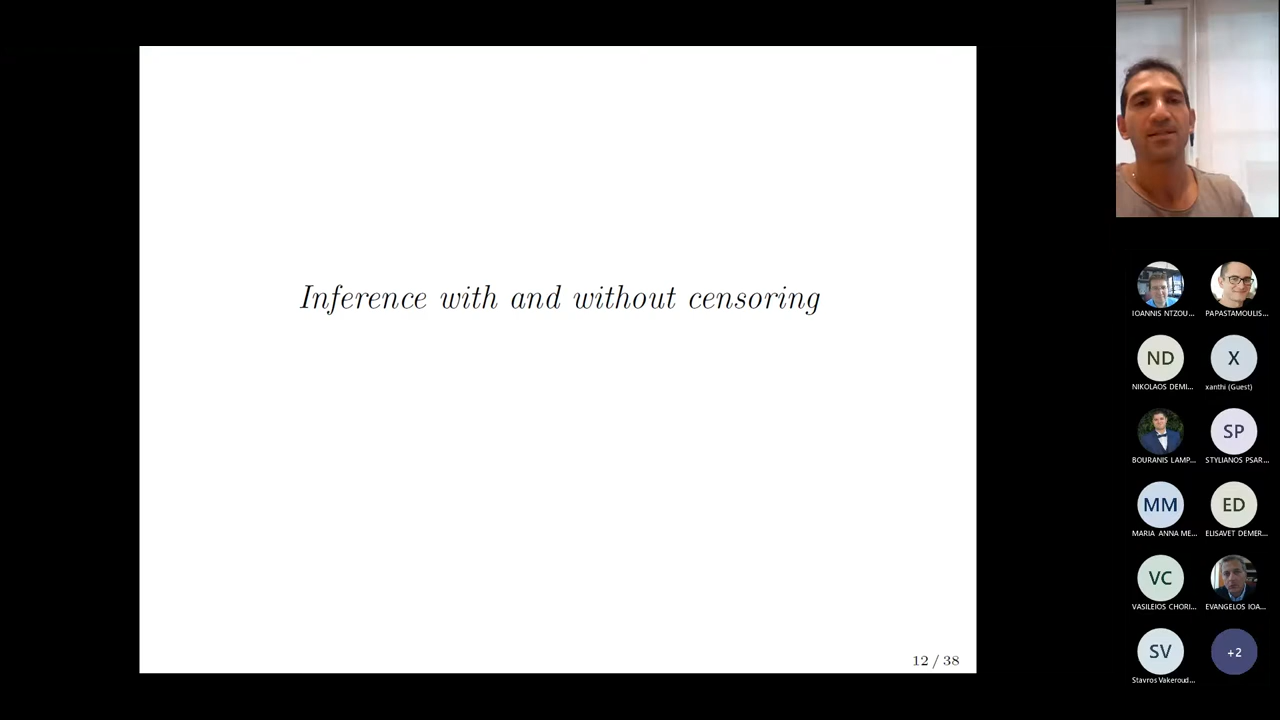 Inference with and without censoring
12 / 38
IOANNIS NTZOU...
PAPASTAMOULIS...
ND
NIKOLAOS DEMI...
X
xanthi (Guest)
BOURANIS LAMP...
SP
STYLIANOS PSAR...
MM
MARIA ANNA ME...
ED
ELISAVET DEMER...
VC
VASILEIOS CHORI...
EVANGELOS IOA...
SV
Stavros Vakeroud...
+2